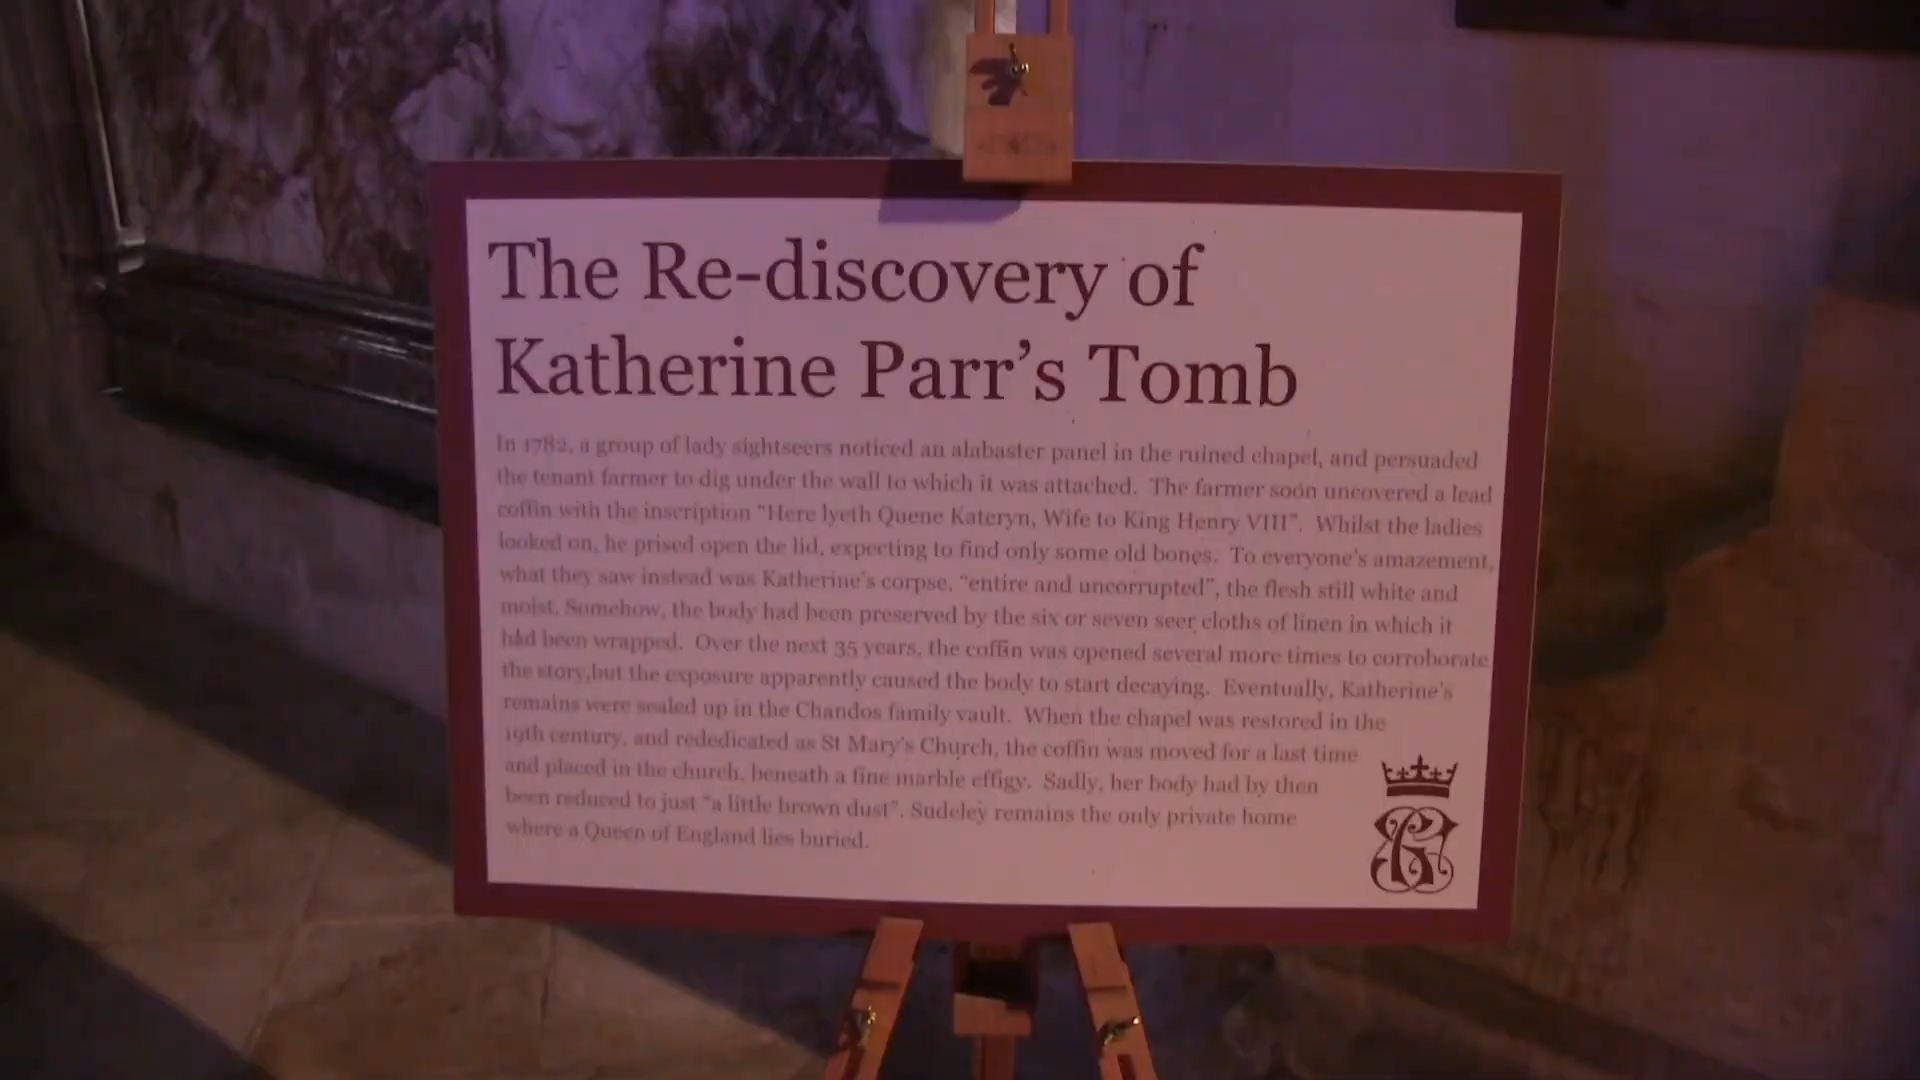 The Re-discovery of
Katherine Parr's Tomb
In 1782, a group of lady sightseers noticed an alabaster panel in the ruined chapel, and persuaded
the tenant farmer to dig under the wall to which it was attached. The farmer soon uncovered a lead
coffin with the inscription "Here lyeth Quene Kateryn, Wife to King Henry VIII". Whilst the ladies
looked on, he prised open the lid, expecting to find only some old bones. To everyone's amazement,
what they saw instead was Katherine's corpse, "entire and uncorrupted", the flesh still white and
moist. Somehow, the body had been preserved by the six or seven seer cloths of linen in which it
had been wrapped. Over the next 35 years, the coffin was opened several more times to corroborate
the story,but the exposure apparently caused the body to start decaying. Eventually, Katherine's
remains were sealed up in the Chandos family vault. When the chapel was restored in the
19th century, and rededicated as St Mary's Church, the coffin was moved for a last time
and placed in the church, beneath a fine marble effigy. Sadly, her body had by then
been reduced to just "a little brown dust". Sudeley remains the only private home
where a Queen of England lies buried.